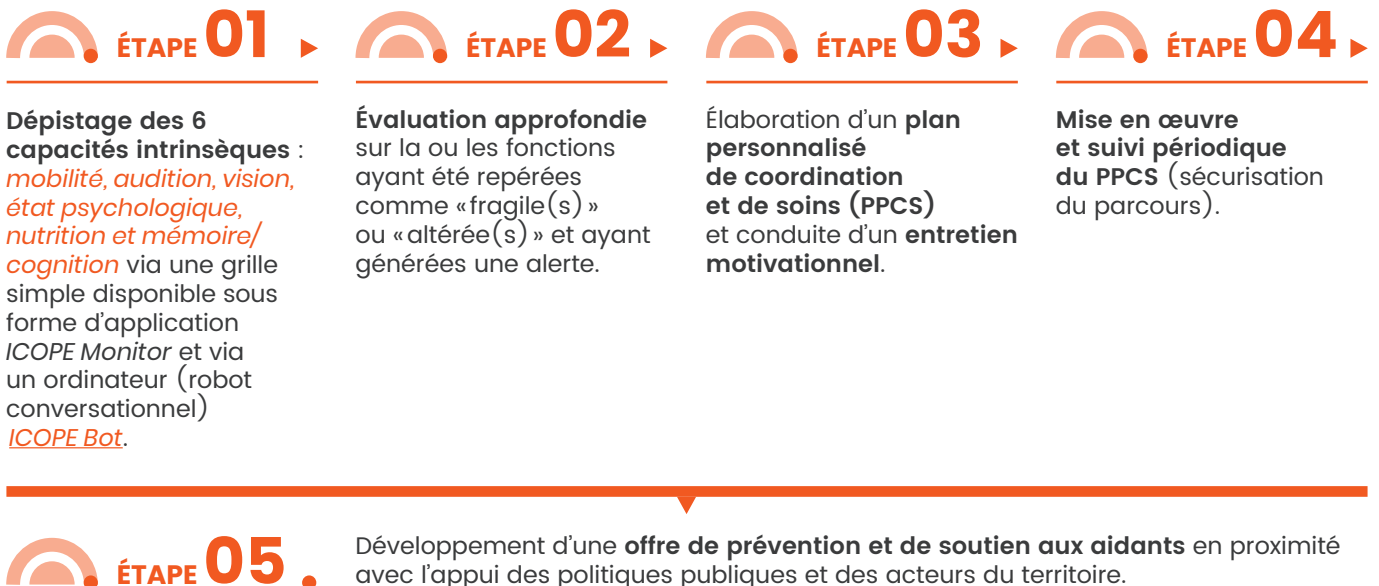 ÉTAPE 01
Dépistage des 6
capacités intrinsèques :
mobilité, audition, vision,
état psychologique,
nutrition et mémoire/
cognition via une grille
simple disponible sous
forme d’application
ICOPE Monitor et via
un ordinateur (robot
conversationnel)
ICOPE Bot.
ÉTAPE 02
Évaluation approfondie
sur la ou les fonctions
ayant été repérées
comme « fragile(s) »
ou « altérée(s) » et ayant
générées une alerte.
ÉTAPE 03
Élaboration d’un plan
personnalisé
de coordination
et de soins (PPCS)
et conduite d’un entretien
motivationnel.
ÉTAPE 04
Mise en œuvre
et suivi périodique
du PPCS (sécurisation
du parcours).
ÉTAPE 05
Développement d’une offre de prévention et de soutien aux aidants en proximité
avec l’appui des politiques publiques et des acteurs du territoire.